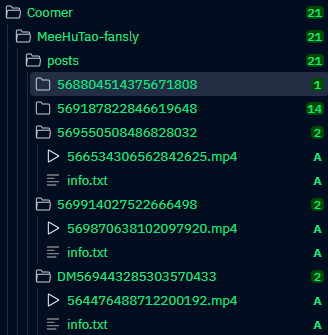 Coomer 21
MeeHuTao-fansly 21
posts 21
568804514375671808 1
569187822846619648 14
569550508486828032 2
566534306562842625.mp4 A
info.txt A
569914027522666498 2
569870638102097920.mp4 A
info.txt A
DM569443285303570433 2
564476488712200192.mp4 A
info.txt A